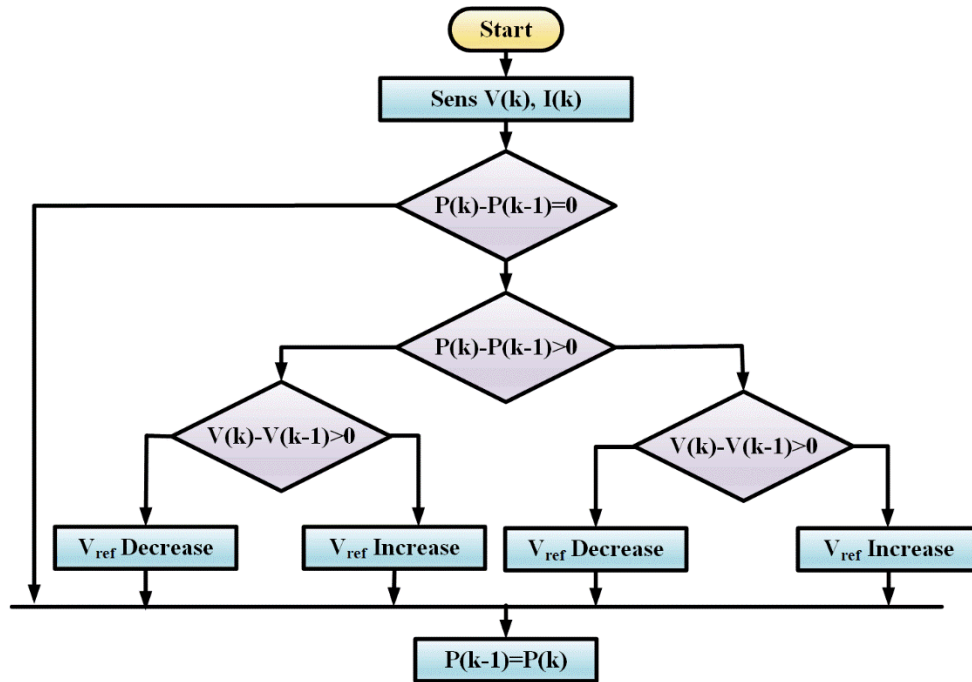 Start
Sens V(k), I(k)
P(k)-P(k-1)=0
P(k)-P(k-1)>0
V(k)-V(k-1)>0
V(k)-V(k-1)>0
Vref Decrease
Vref Increase
Vref Decrease
Vref Increase
P(k-1)=P(k)